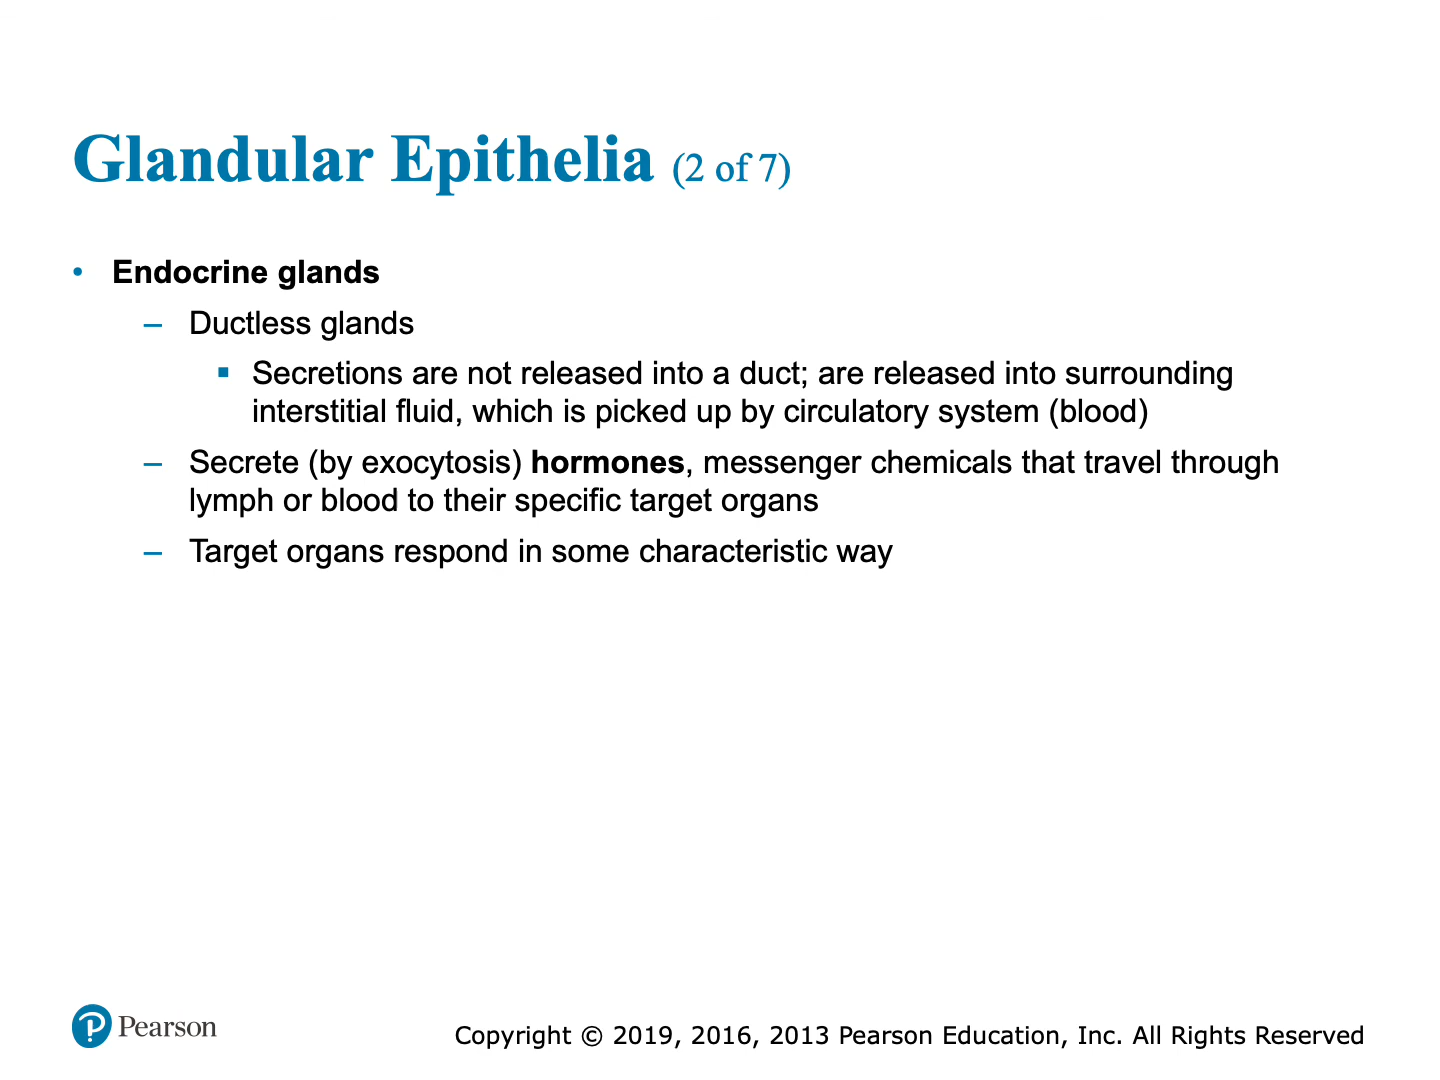 Glandular Epithelia (2 of 7)
• Endocrine glands
– Ductless glands
▪ Secretions are not released into a duct; are released into surrounding
interstitial fluid, which is picked up by circulatory system (blood)
– Secrete (by exocytosis) hormones, messenger chemicals that travel through
lymph or blood to their specific target organs
– Target organs respond in some characteristic way
Pearson
Copyright © 2019, 2016, 2013 Pearson Education, Inc. All Rights Reserved